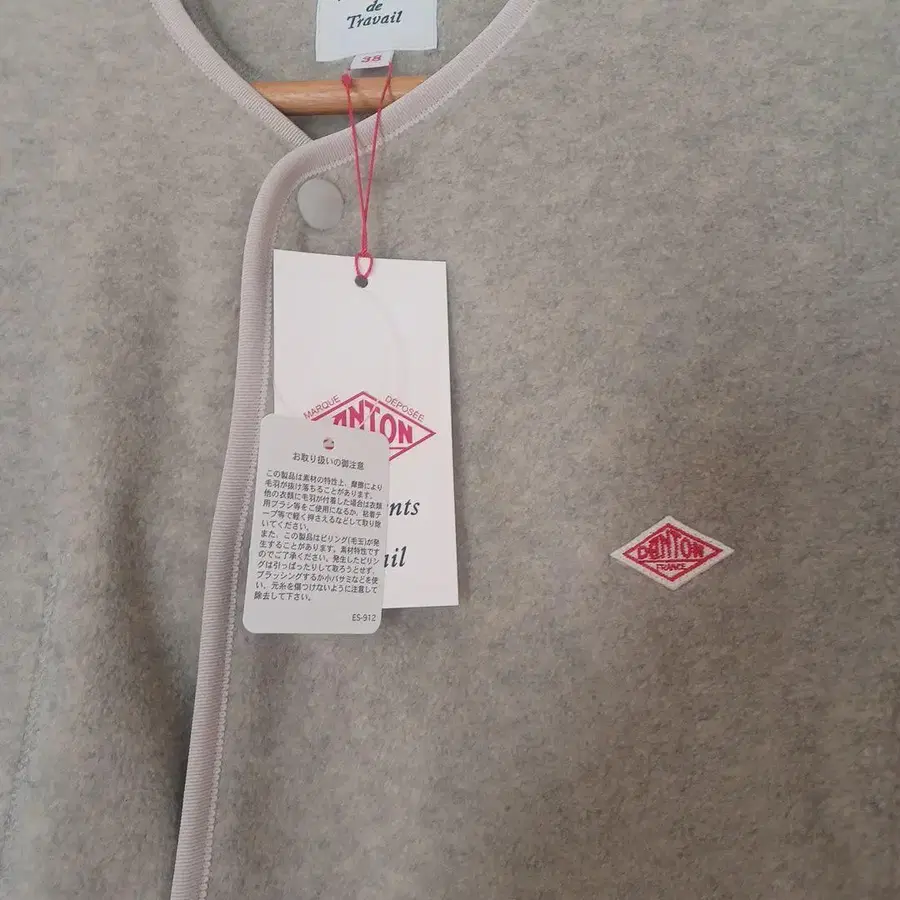 de
Travail
38
MARQUE DEPOSEE
DANTON
お取り扱いの御注意
この製品は素材の特性上、摩擦により
毛羽が抜け落ちることがあります。
他の衣類に毛羽が付着した場合は衣類
用ブラシ等をご使用になるか、粘着テ
ープ等で軽く押さえるなどして取り除
いてください。
また、この製品はピリング(毛玉)が発
生することがあります。素材特性です
のでご了承ください。発生したピリン
グは引っぱったりして取ろうとせず、
ブラッシングするか小バサミなどを使
い、元糸を傷つけないように注意して
除去して下さい。
ES-912
ents
ail
DANTON
FRANCE